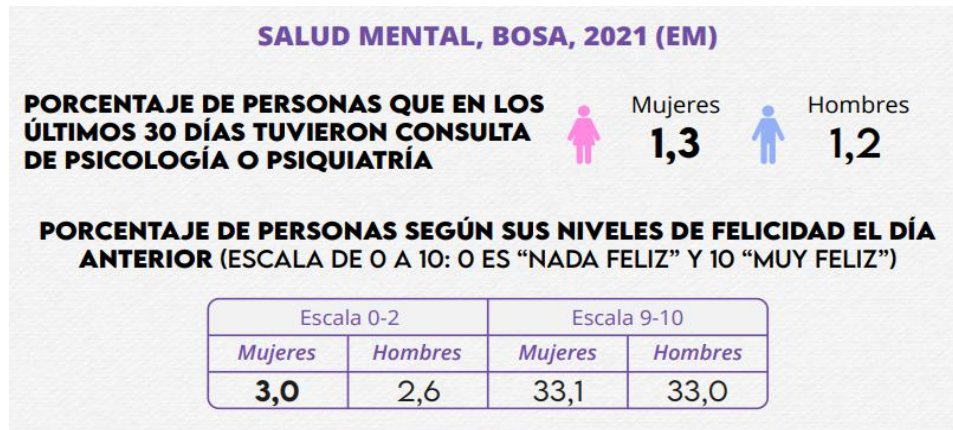 SALUD MENTAL, BOSA, 2021 (EM)
PORCENTAJE DE PERSONAS QUE EN LOS
ÚLTIMOS 30 DÍAS TUVIERON CONSULTA
DE PSICOLOGÍA O PSIQUIATRÍA
Mujeres
1,3
Hombres
1,2
PORCENTAJE DE PERSONAS SEGÚN SUS NIVELES DE FELICIDAD EL DÍA
ANTERIOR (ESCALA DE 0 A 10: 0 ES “NADA FELIZ” Y 10 “MUY FELIZ”)
Escala 0-2 Escala 9-10
Mujeres Hombres Mujeres Hombres
3,0 2,6 33,1 33,0